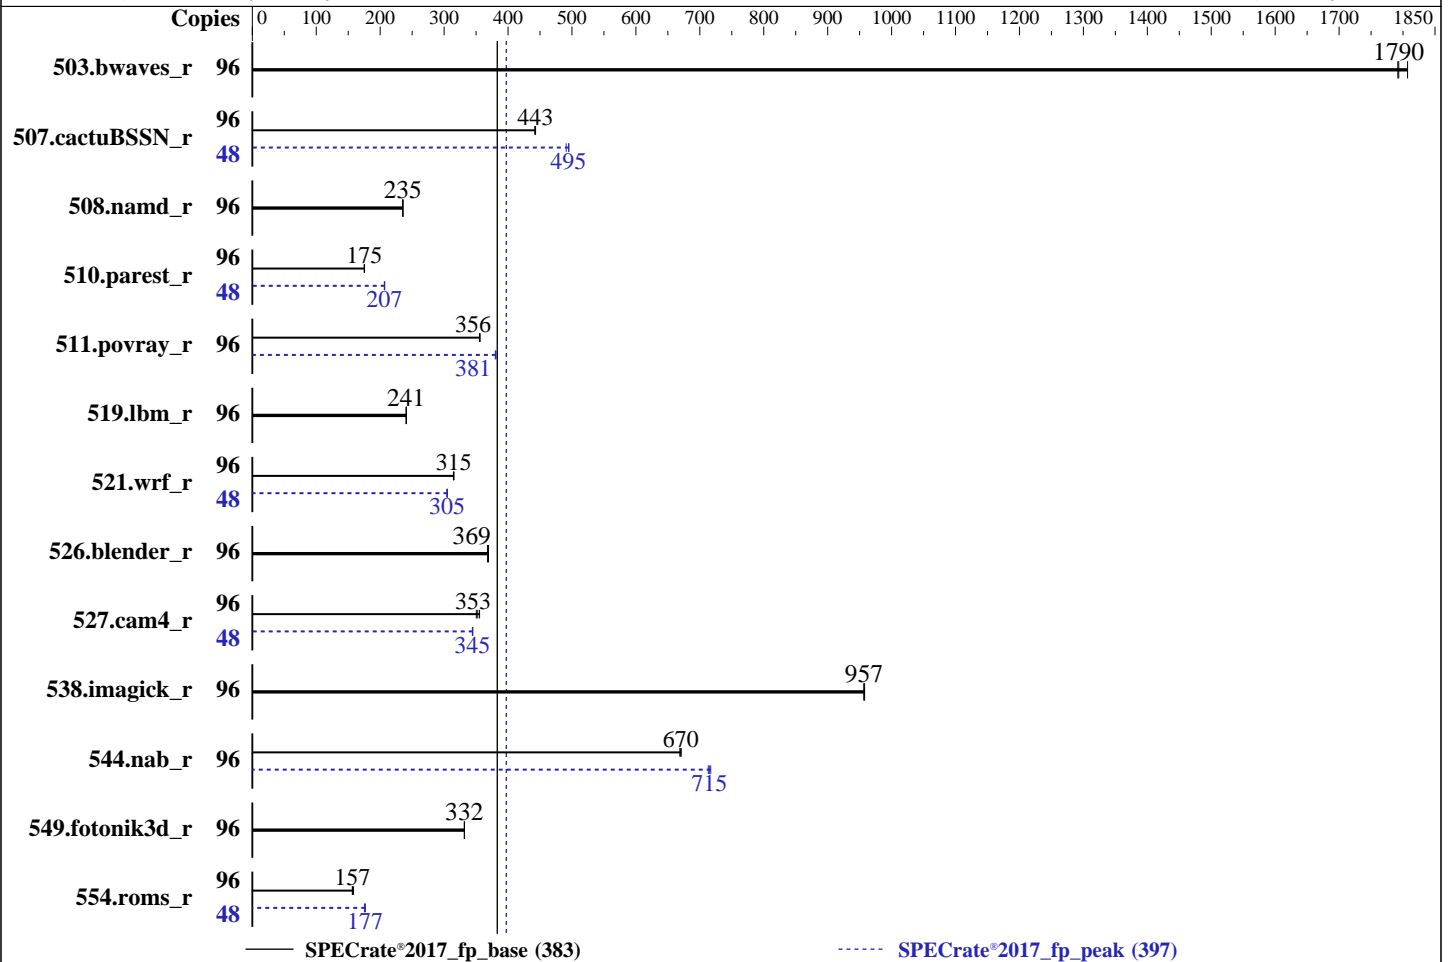 Copies 0 100 200 300 400 500 600 700 800 900 1000 1100 1200 1300 1400 1500 1600 1700 1850
503.bwaves_r 96 1790
507.cactuBSSN_r 96 443
48 495
508.namd_r 96 235
510.parest_r 96 175
48 207
511.povray_r 96 356
381
519.lbm_r 96 241
521.wrf_r 96 315
48 305
526.blender_r 96 369
527.cam4_r 96 353
48 345
538.imagick_r 96 957
544.nab_r 96 670
715
549.fotonik3d_r 96 332
554.roms_r 96 157
48 177
SPECrate®2017_fp_base (383) SPECrate®2017_fp_peak (397)